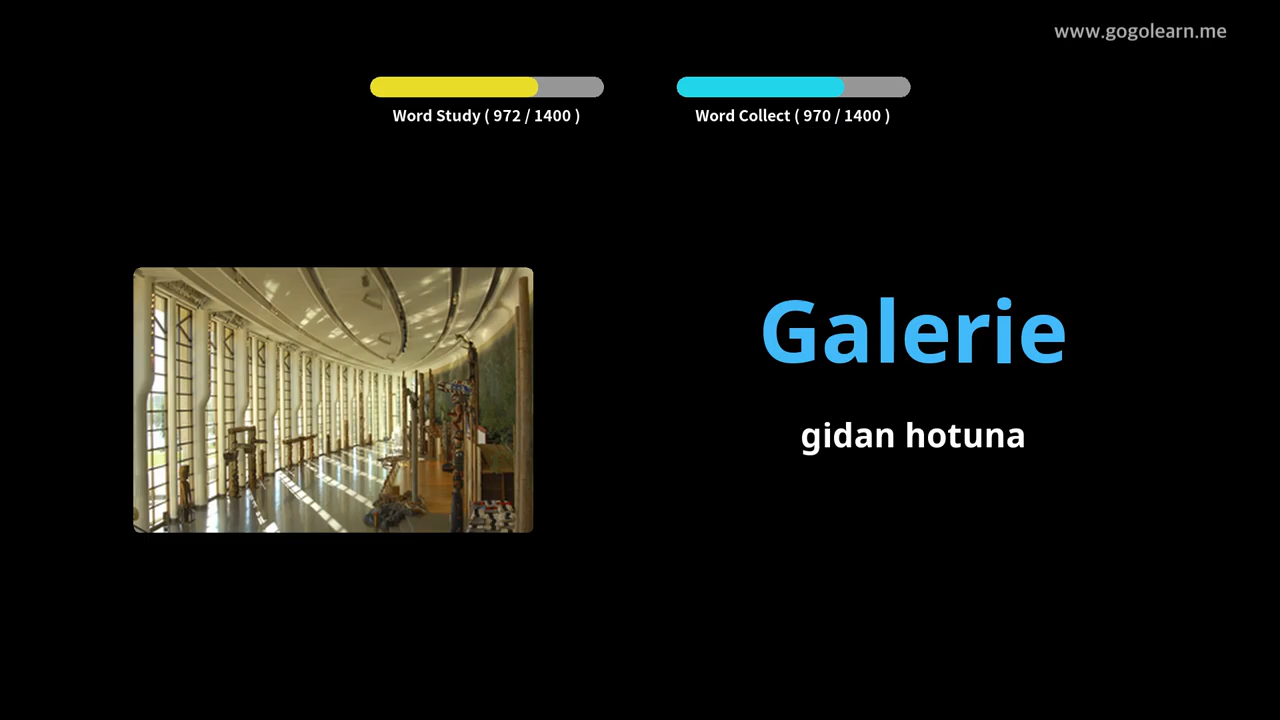 www.gogolearn.me
Word Study ( 972 / 1400 )
Word Collect ( 970 / 1400 )
Galerie
gidan hotuna